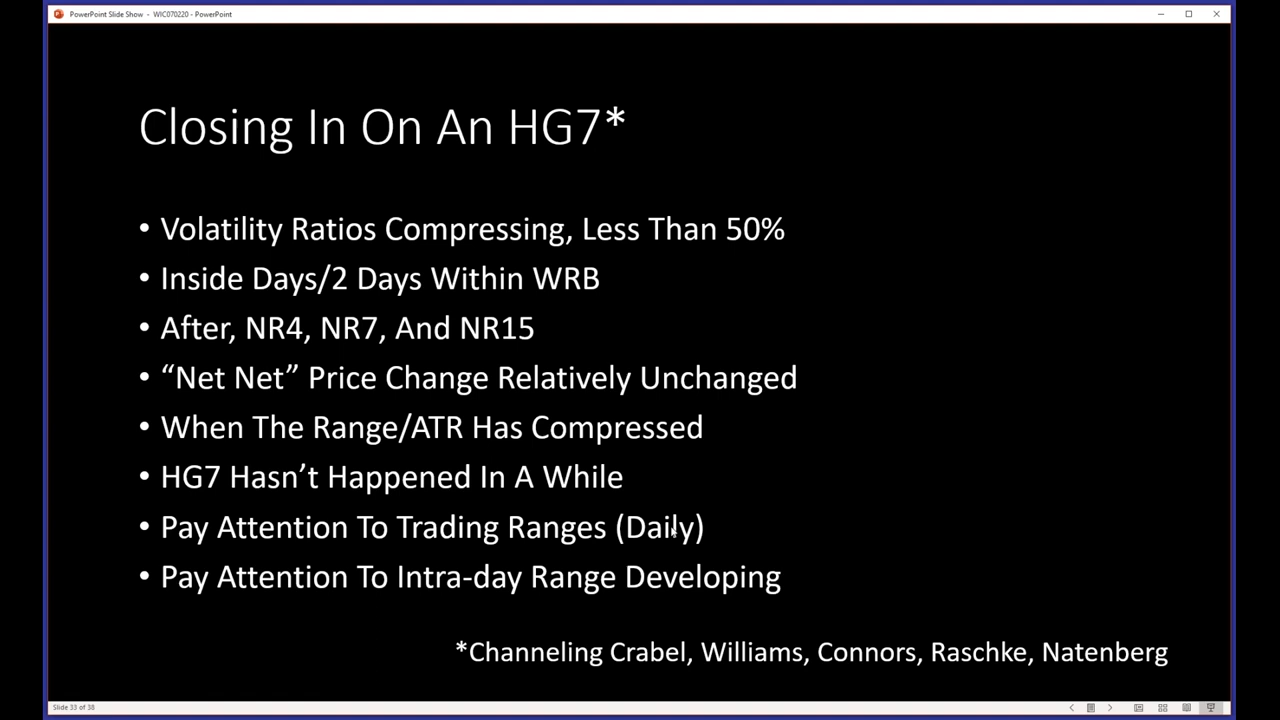 PowerPoint Slide Show - WIC070220 - PowerPoint
Closing In On An HG7*
• Volatility Ratios Compressing, Less Than 50%
• Inside Days/2 Days Within WRB
• After, NR4, NR7, And NR15
• “Net Net” Price Change Relatively Unchanged
• When The Range/ATR Has Compressed
• HG7 Hasn’t Happened In A While
• Pay Attention To Trading Ranges (Daily)
• Pay Attention To Intra-day Range Developing
*Channeling Crabel, Williams, Connors, Raschke, Natenberg
Slide 33 of 38